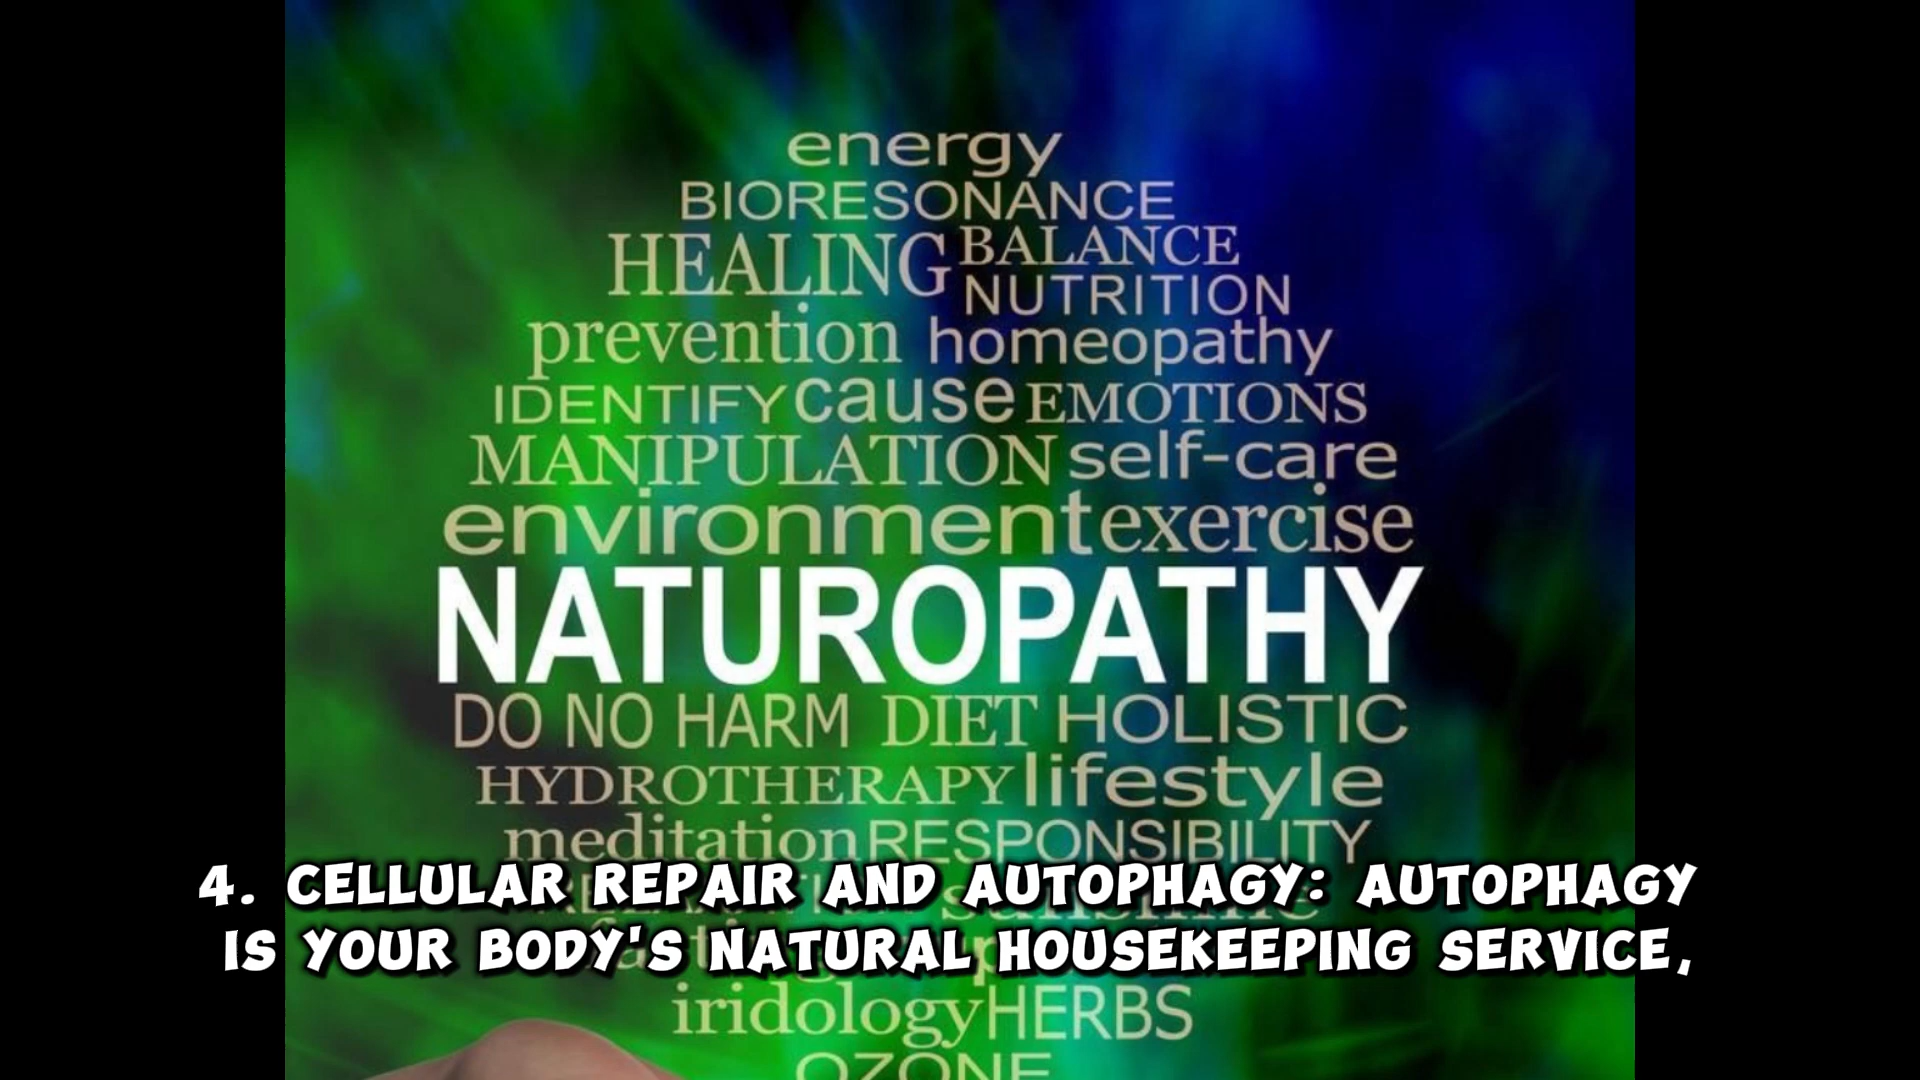 energy
BIORESONANCE
HEALING BALANCE
NUTRITION
prevention homeopathy
IDENTIFY cause EMOTIONS
MANIPULATION self-care
environment exercise
NATUROPATHY
DO NO HARM DIET HOLISTIC
HYDROTHERAPY lifestyle
meditation RESPONSIBILITY
4. CELLULAR REPAIR AND AUTOPHAGY: AUTOPHAGY
IS YOUR BODY'S NATURAL HOUSEKEEPING SERVICE,
iridology HERBS
OZONE